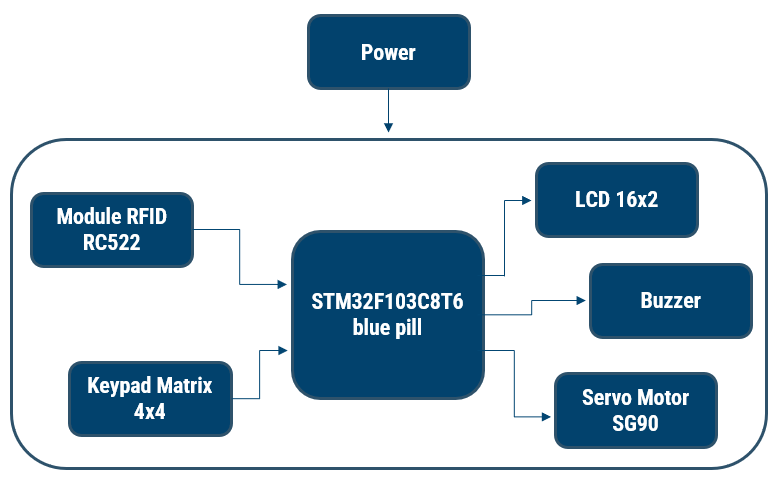 Power
Module RFID
RC522
STM32F103C8T6
blue pill
Keypad Matrix
4x4
LCD 16x2
Buzzer
Servo Motor
SG90